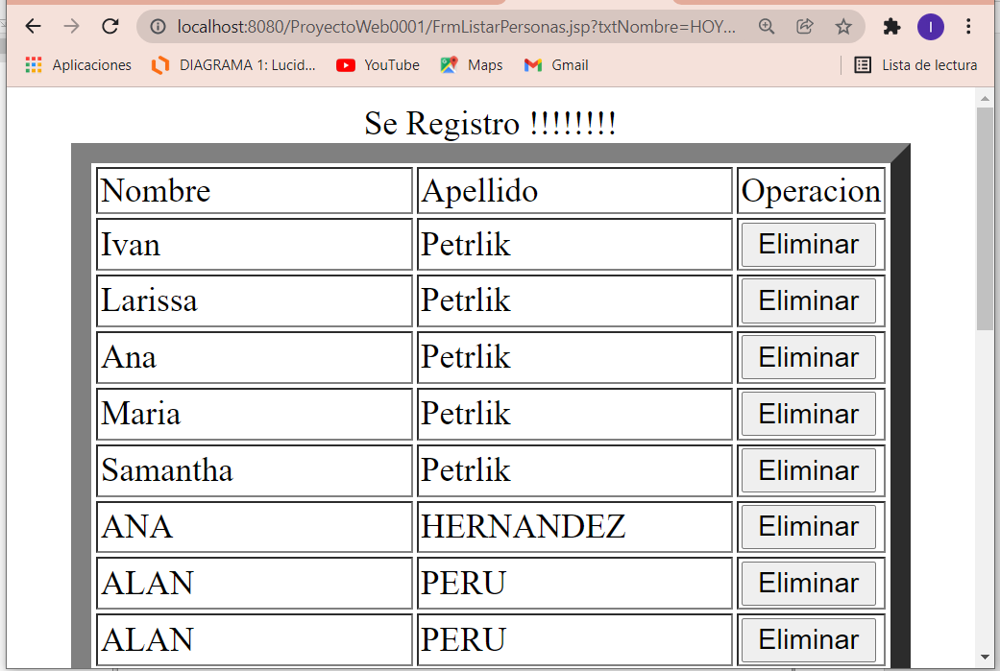 localhost:8080/ProyectoWeb0001/FrmListarPersonas.jsp?txtNombre=HOY... I
Aplicaciones DIAGRAMA 1: Lucid... YouTube Maps Gmail Lista de lectura
Se Registro !!!!!!!!
Nombre Apellido Operacion
Ivan Petrlik Eliminar
Larissa Petrlik Eliminar
Ana Petrlik Eliminar
Maria Petrlik Eliminar
Samantha Petrlik Eliminar
ANA HERNANDEZ Eliminar
ALAN PERU Eliminar
ALAN PERU Eliminar